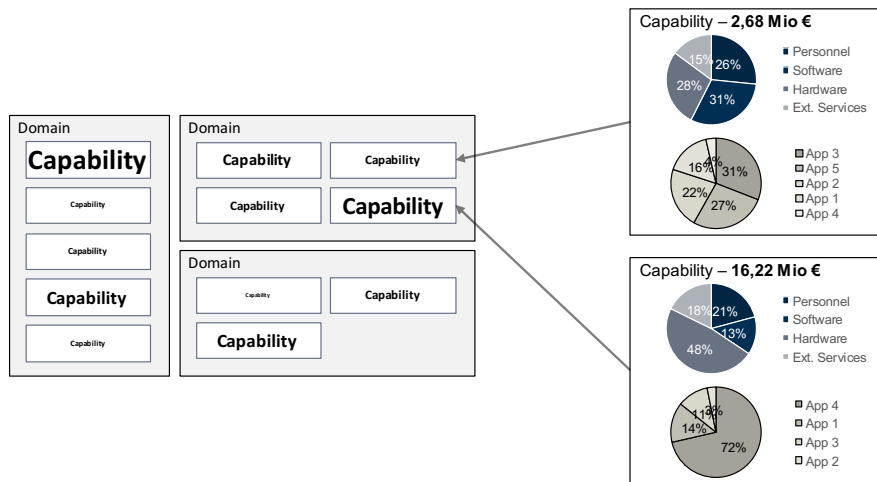 Domain
Capability
Capability
Capability
Capability
Capability
Domain
Capability
Capability
Capability
Capability
Domain
Capability
Capability
Capability
Capability – 2,68 Mio €
15%
26%
28%
31%
Personnel
Software
Hardware
Ext. Services
4%
16%
31%
22%
27%
App 3
App 5
App 2
App 1
App 4
Capability – 16,22 Mio €
18%
21%
13%
48%
Personnel
Software
Hardware
Ext. Services
3%
11%
14%
72%
App 4
App 1
App 3
App 2